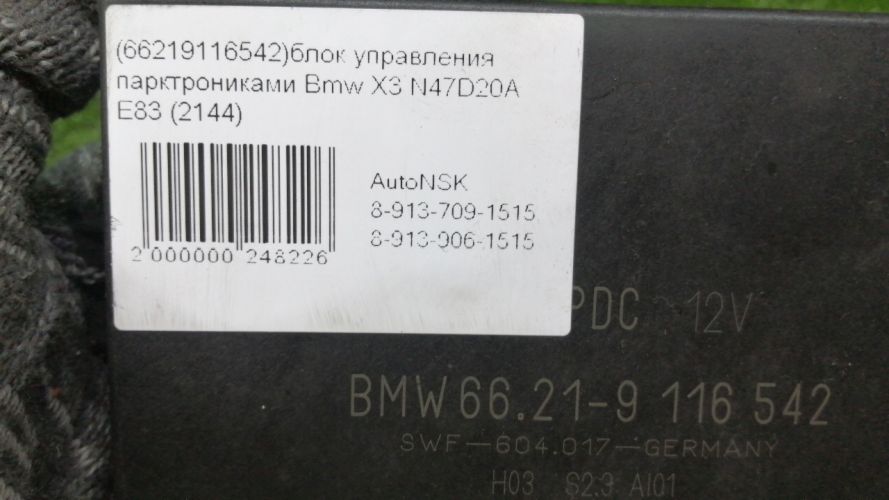 (66219116542)блок управления
парктрониками Bmw X3 N47D20A
E83 (2144)
AutoNSK
8-913-709-1515
8-913-906-1515
2 000000 248226
PDC 12V
BMW 66.21-9 116 542
SWF-604.017-GERMANY
H03 S2.3 AI01